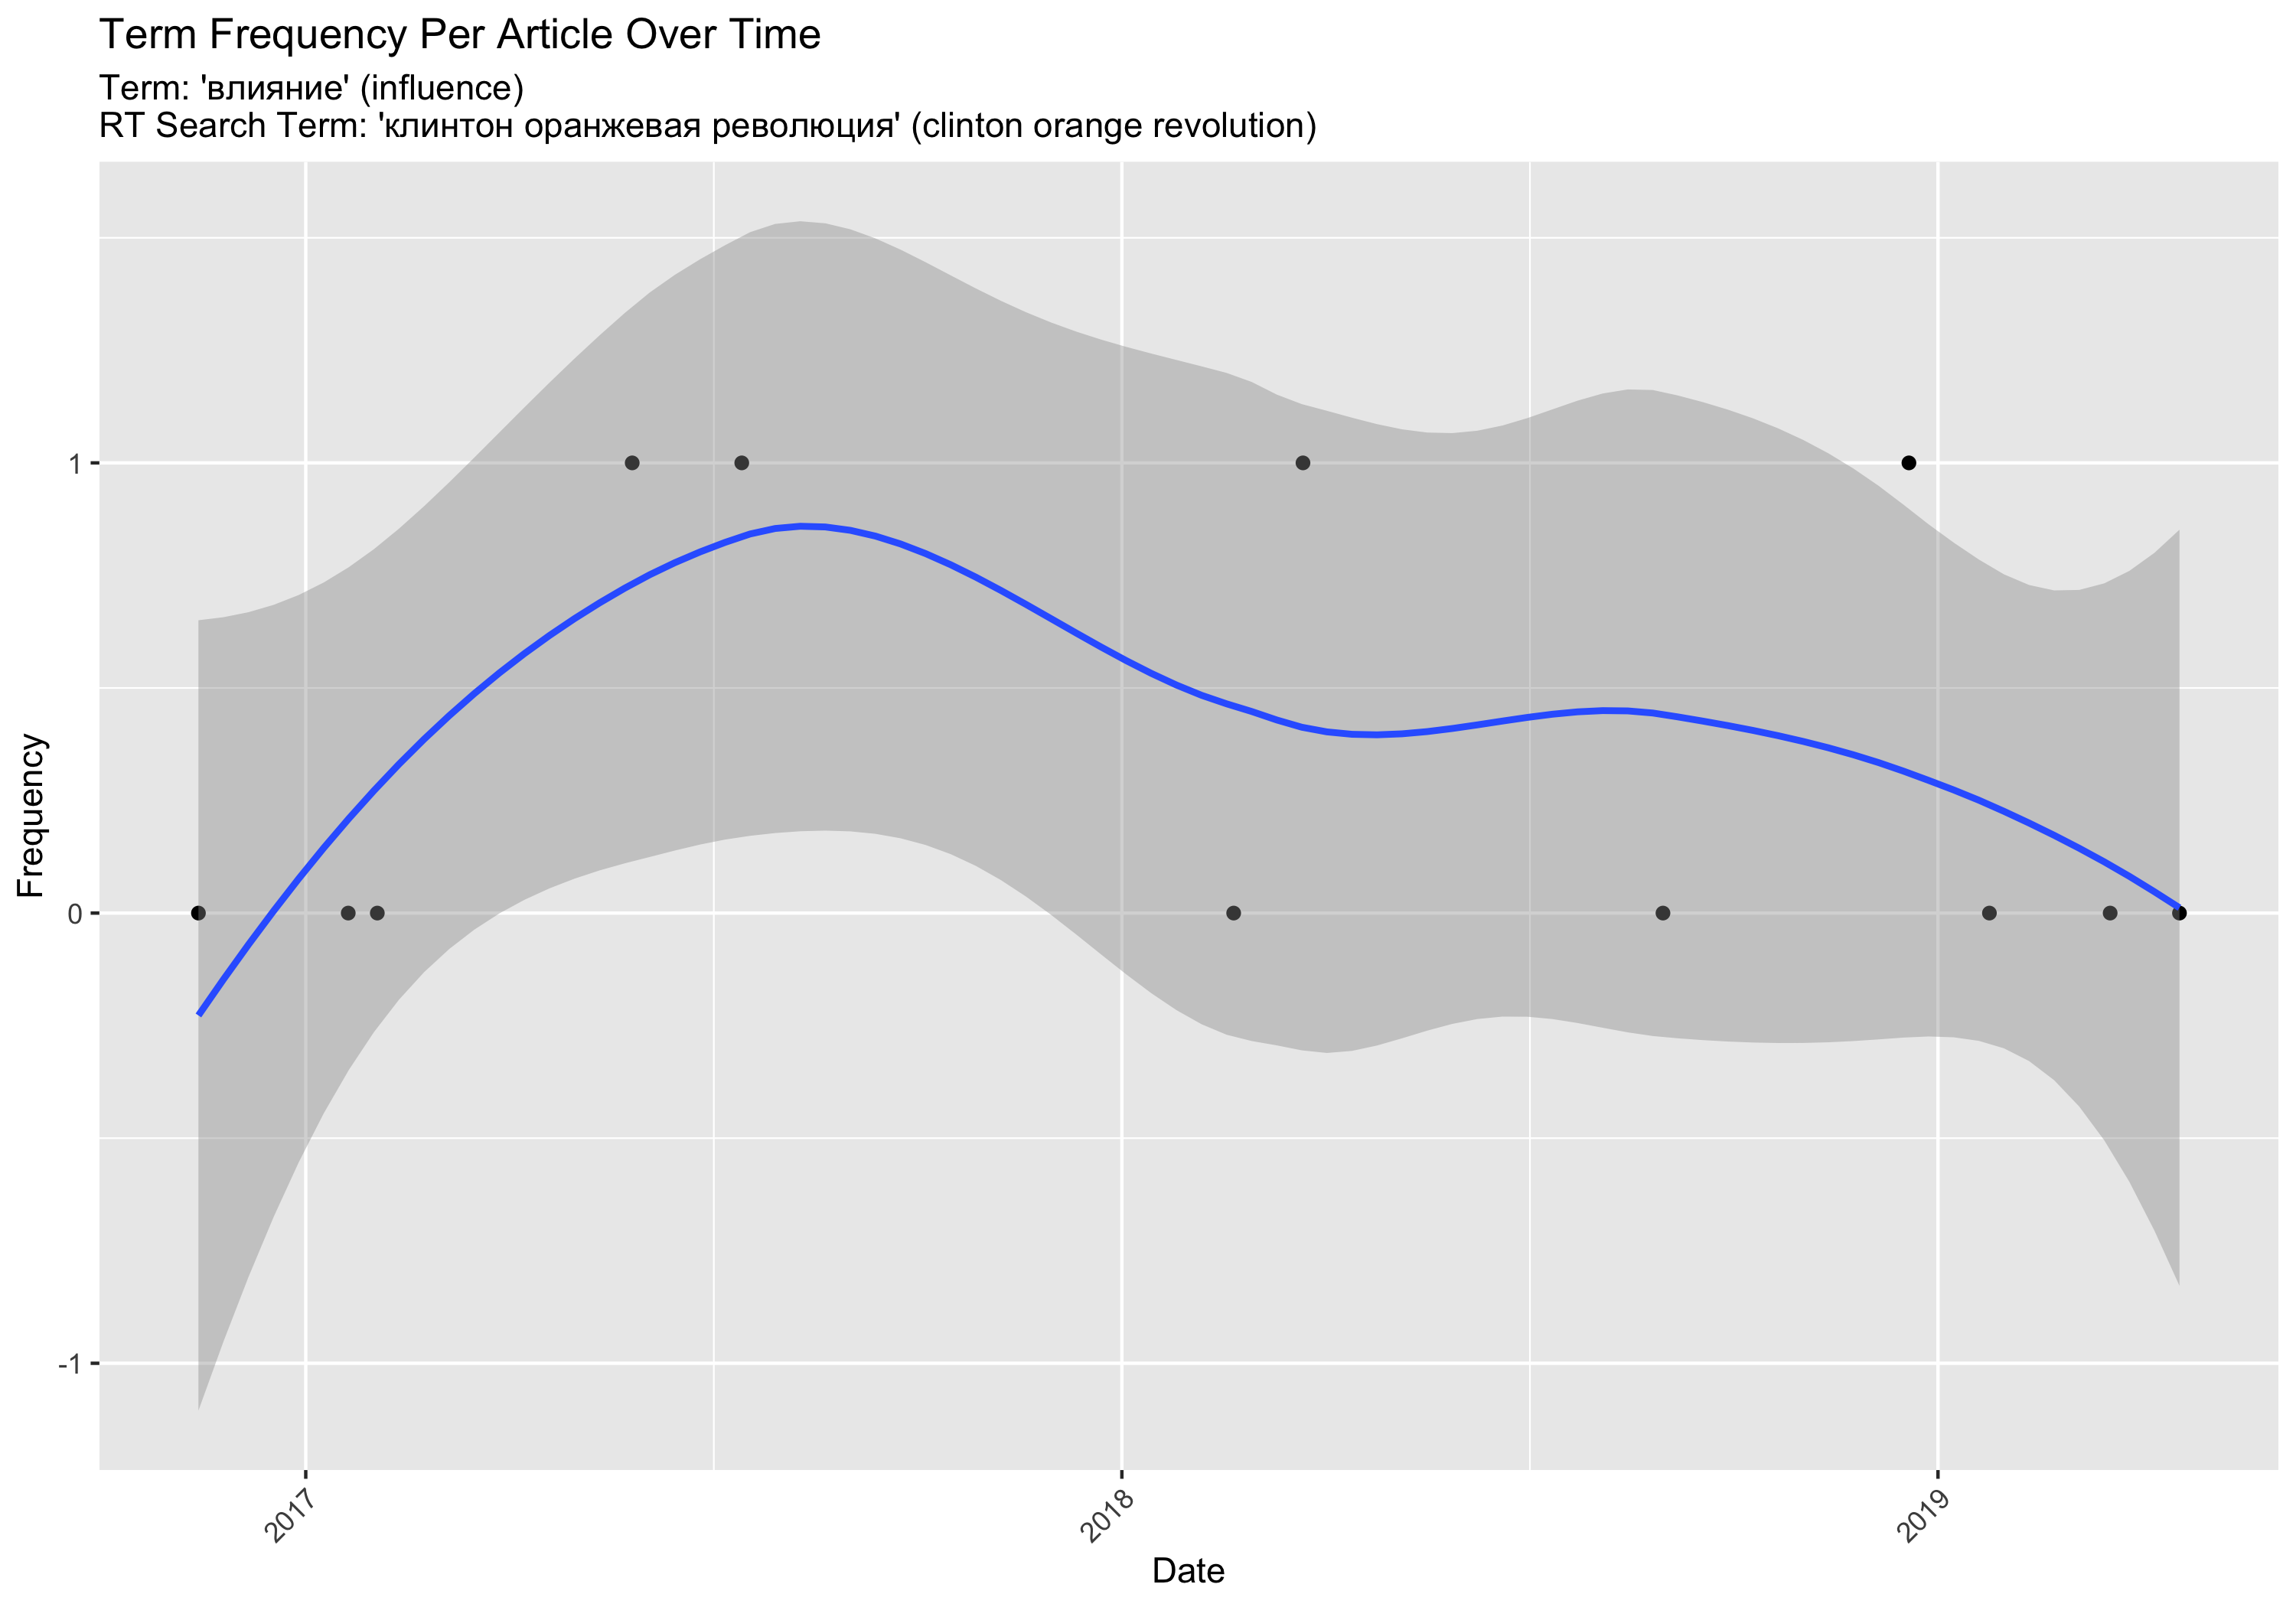 Term Frequency Per Article Over Time
Term: 'влияние' (influence)
RT Search Term: 'клинтон оранжевая революция' (clinton orange revolution)
Frequency
1
0
-1
2017
2018
2019
Date